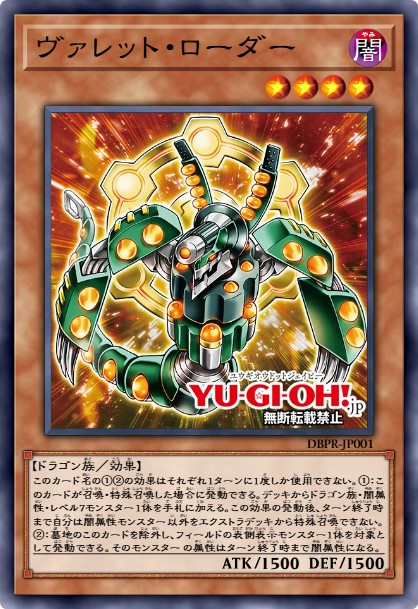 ヴァレット・ローダー
やみ
闇
ユウギオウドットジェイピー
YU-GI-OH!.jp
無断転載禁止
DBPR-JP001
【ドラゴン族／効果】
このカード名の①②の効果はそれぞれ1ターンに1度しか使用できない。①：こ
のカードが召喚・特殊召喚した場合に発動できる。デッキからドラゴン族・闇属
性・レベル7モンスター1体を手札に加える。この効果の発動後、ターン終了時
まで自分は闇属性モンスター以外をエクストラデッキから特殊召喚できない。
②：墓地のこのカードを除外し、フィールドの表側表示モンスター1体を対象と
して発動できる。そのモンスターの属性はターン終了時まで闇属性になる。
ATK/1500 DEF/1500